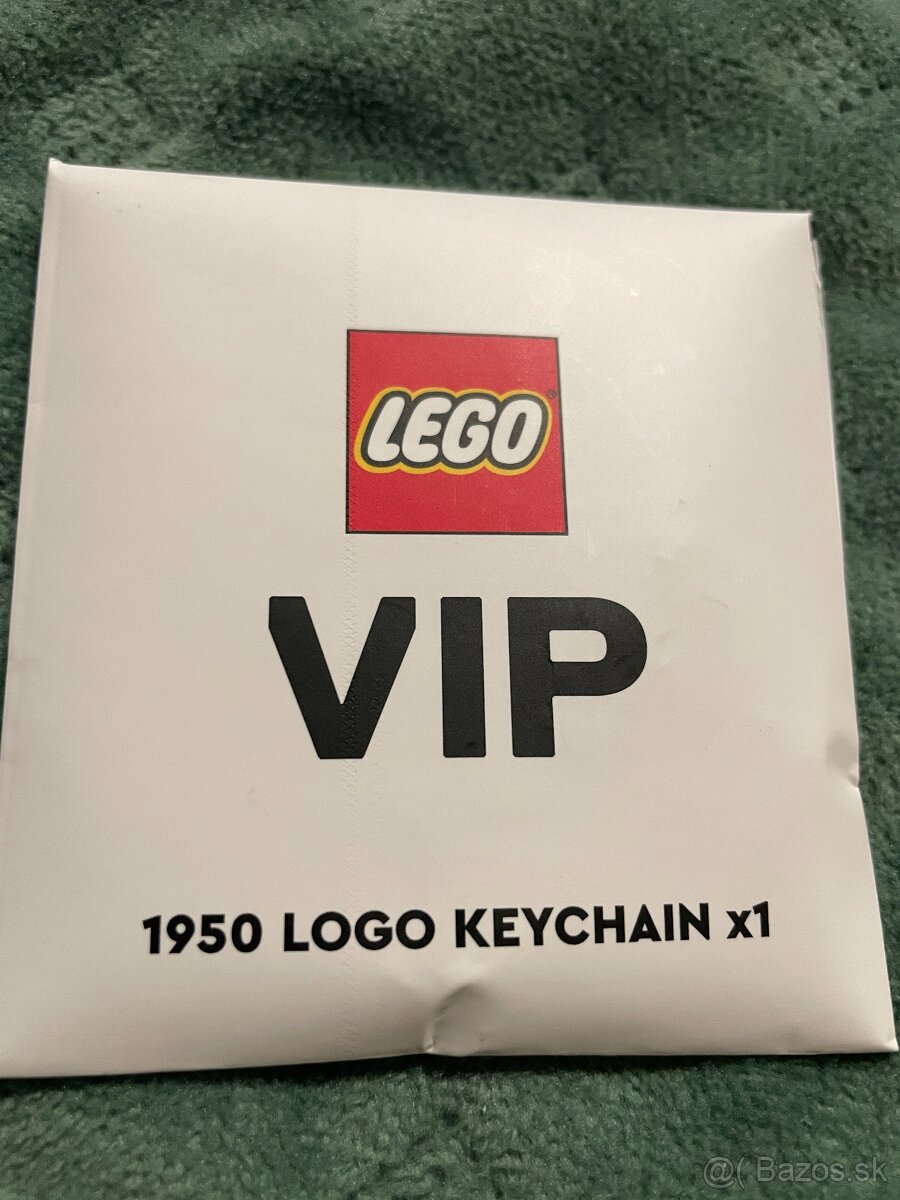 LEGO®
VIP
1950 LOGO KEYCHAIN x1
@( Bazos.sk